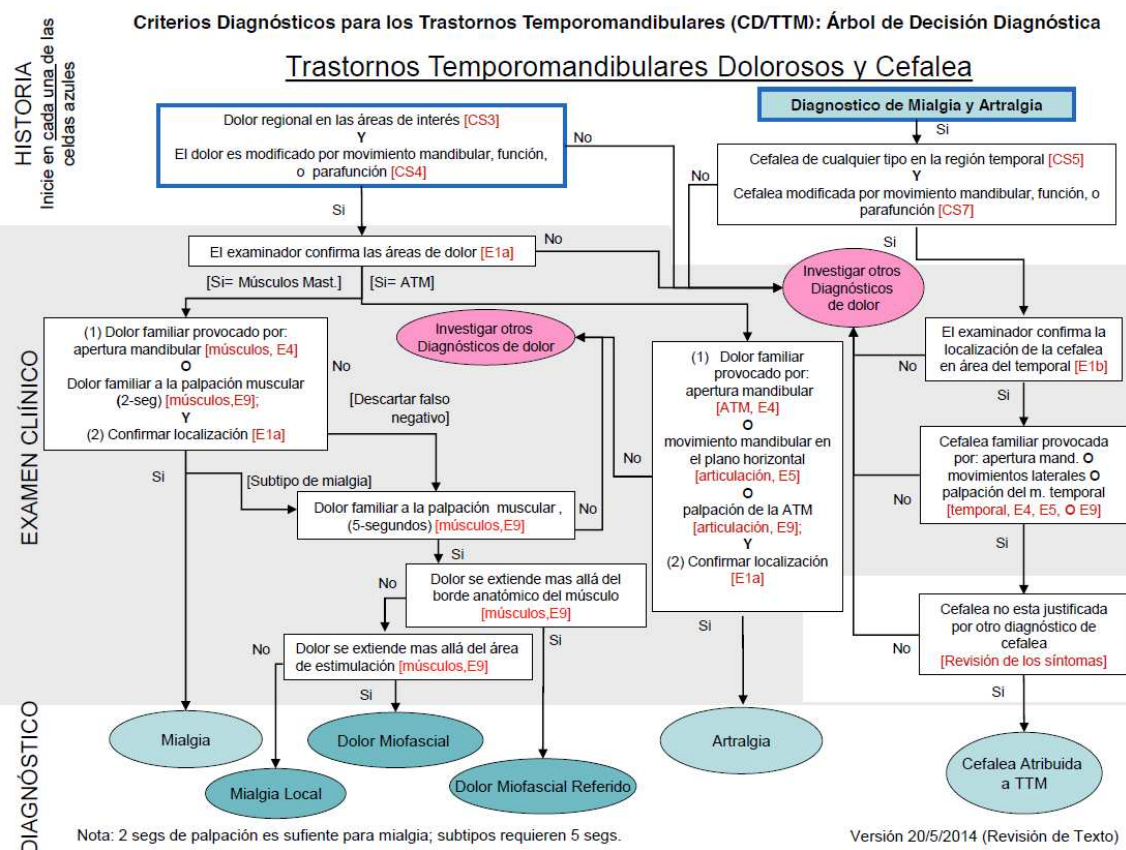 Criterios Diagnósticos para los Trastornos Temporomandibulares (CD/TTM): Árbol de Decisión Diagnóstica
Trastornos Temporomandibulares Dolorosos y Cefalea
HISTORIA
Inicie en cada una de las
celdas azules
Dolor regional en las áreas de interés [CS3]
Y
El dolor es modificado por movimiento mandibular, función,
o parafunción [CS4]
No
Si
Diagnostico de Mialgia y Artralgia
Si
Cefalea de cualquier tipo en la región temporal [CS5]
Y
Cefalea modificada por movimiento mandibular, función, o
parafunción [CS7]
No
Si
EXAMEN CLIÍNICO
El examinador confirma las áreas de dolor [E1a]
No
[Si= Músculos Mast.]
[Si= ATM]
Investigar otros
Diagnósticos
de dolor
(1) Dolor familiar provocado por:
apertura mandibular [músculos, E4]
O
Dolor familiar a la palpación muscular
(2-seg) [músculos,E9];
Y
(2) Confirmar localización [E1a]
No
[Descartar falso
negativo]
Si
[Subtipo de mialgia]
Investigar otros
Diagnósticos de dolor
Dolor familiar a la palpación muscular ,
(5-segundos) [músculos,E9]
No
Si
Dolor se extiende mas allá del
borde anatómico del músculo
[músculos,E9]
No
Si
Dolor se extiende mas allá del área
de estimulación [músculos,E9]
No
Si
(1) Dolor familiar
provocado por:
apertura mandibular
[ATM, E4]
O
movimiento mandibular en
el plano horizontal
[articulación, E5]
O
palpación de la ATM
[articulación, E9];
Y
(2) Confirmar localización
[E1a]
No
Si
El examinador confirma la
localización de la cefalea
en área del temporal [E1b]
No
Si
Cefalea familiar provocada
por: apertura mand. O
movimientos laterales O
palpación del m. temporal
[temporal, E4, E5, O E9]
No
Si
Cefalea no esta justificada
por otro diagnóstico de
cefalea
[Revisión de los síntomas]
No
Si
DIAGNÓSTICO
Mialgia
Dolor Miofascial
Artralgia
Mialgia Local
Dolor Miofascial Referido
Cefalea Atribuida
a TTM
Nota: 2 segs de palpación es sufiente para mialgia; subtipos requieren 5 segs.
Versión 20/5/2014 (Revisión de Texto)